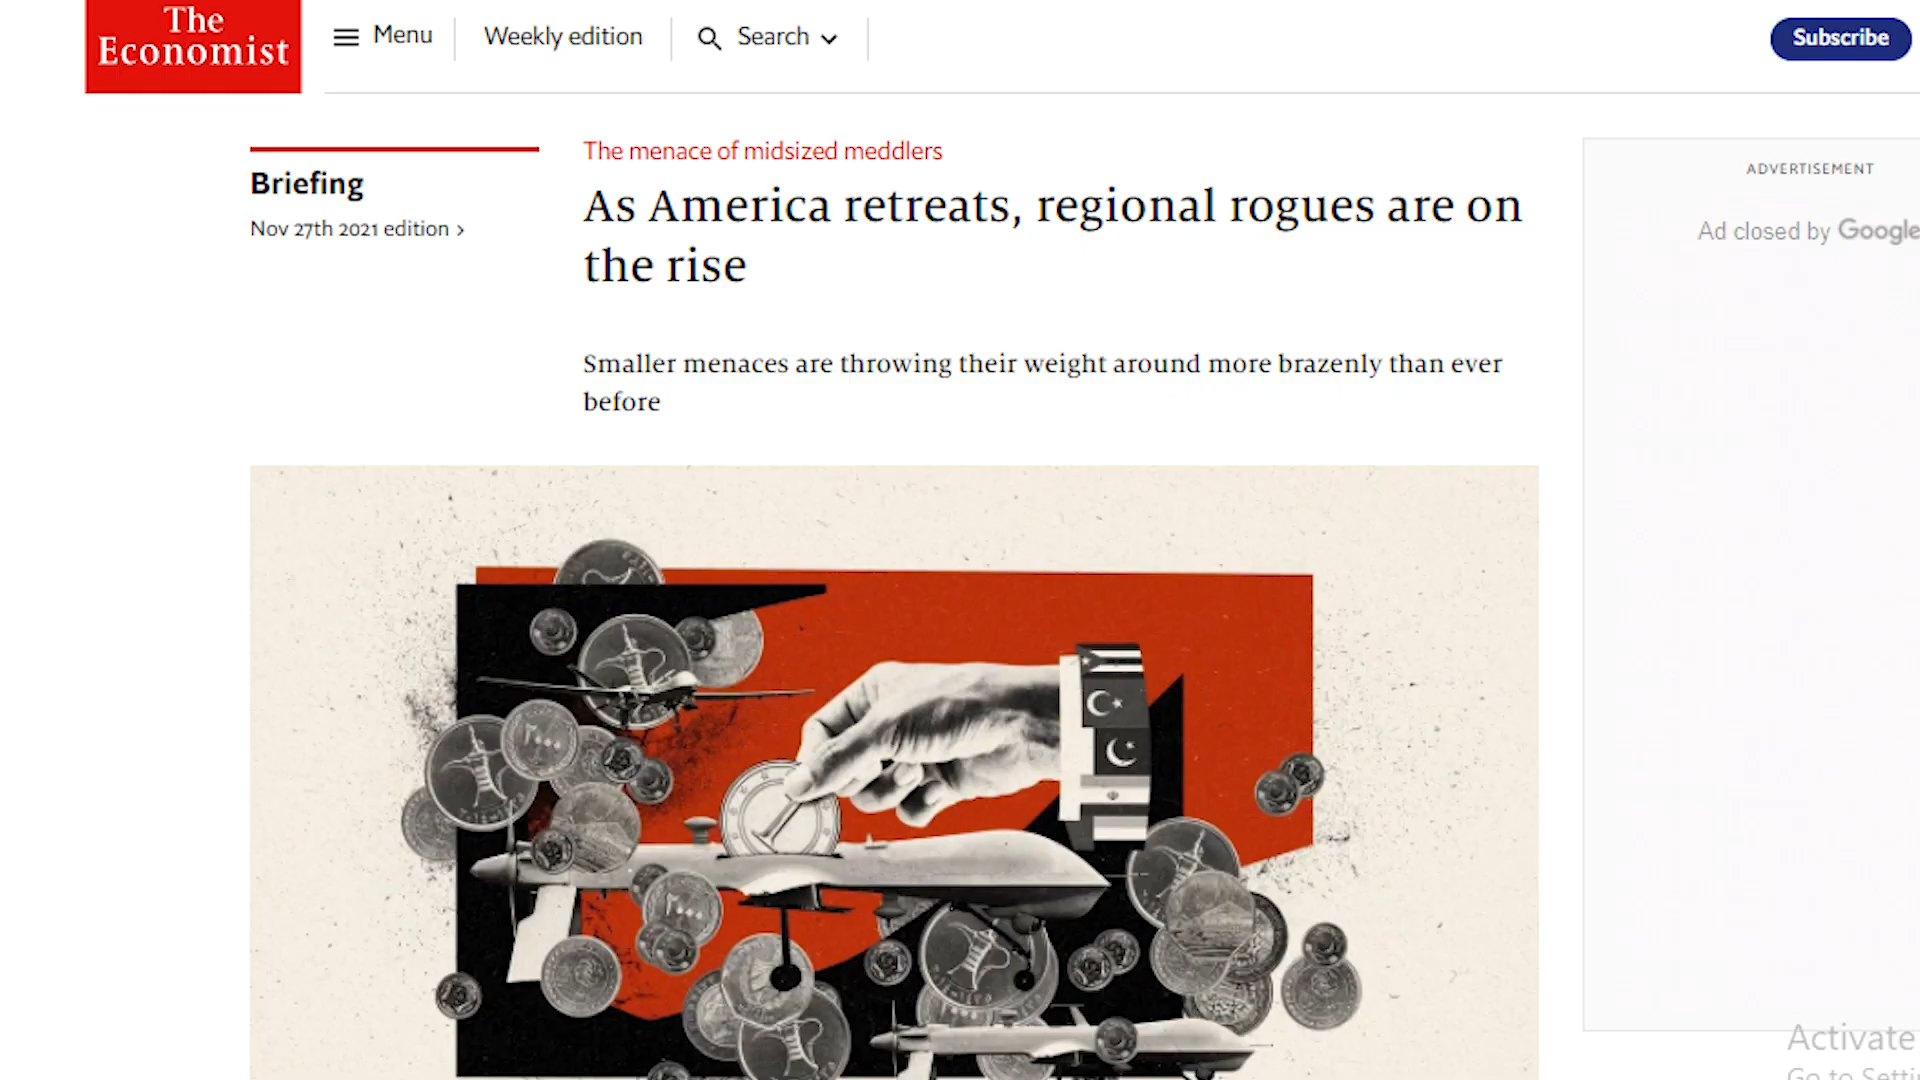 The
Economist
Menu
Weekly edition
Search
Subscribe
Briefing
Nov 27th 2021 edition
The menace of midsized meddlers
As America retreats, regional rogues are on
the rise
Smaller menaces are throwing their weight around more brazenly than ever
before
ADVERTISEMENT
Ad closed by Google
Activate
Go to